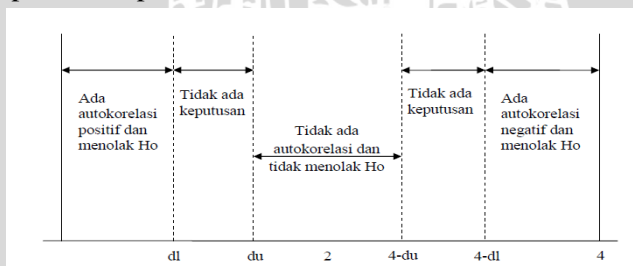 Ada
autokorelasi
positif dan
menolak Ho
Tidak ada
keputusan
Tidak ada
autokorelasi dan
tidak menolak Ho
Tidak ada
keputusan
Ada
autokorelasi
negatif dan
menolak Ho
dl du 2 4-du 4-dl 4